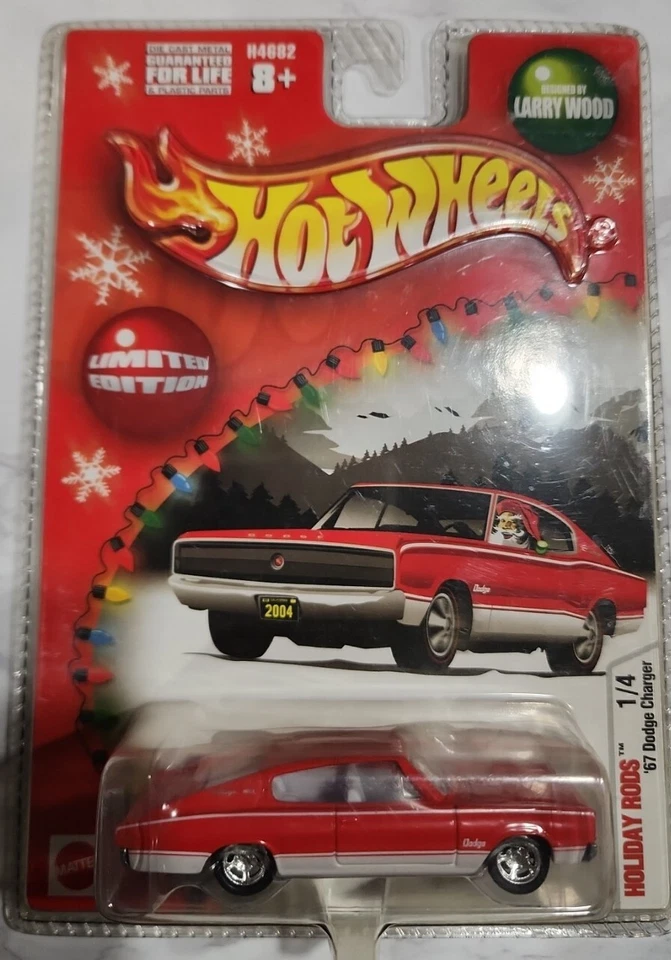 DIE CAST METAL
GUARANTEED
FOR LIFE
& PLASTIC PARTS
H4682
8+
DESIGNED BY
LARRY WOOD
HOT WHEELS
LIMITED
EDITION
DODGE
Dodge
2004
HOLIDAY RODS™ 1/4
'67 Dodge Charger
Dodge
MATTEL